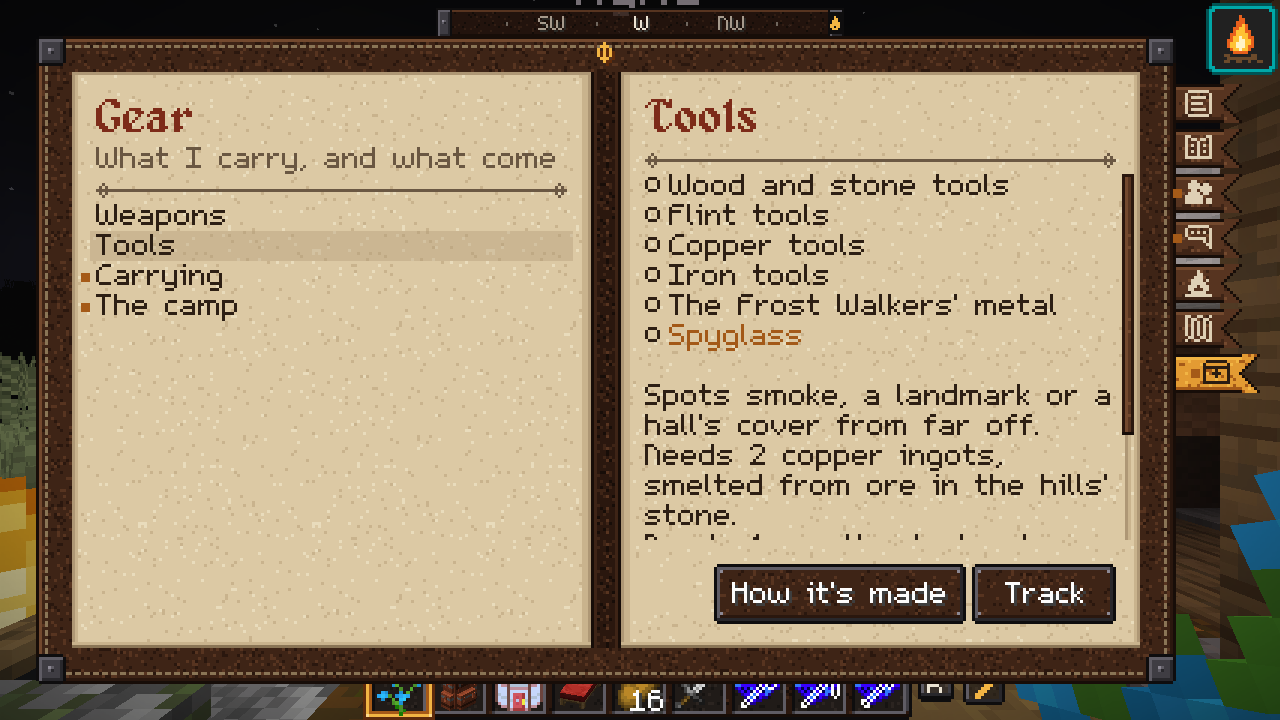 SW W NW
Gear
What I carry, and what come
Weapons
Tools
Carrying
The camp
Tools
Wood and stone tools
Flint tools
Copper tools
Iron tools
The Frost Walkers' metal
Spyglass
Spots smoke, a landmark or a
hall's cover from far off.
Needs 2 copper ingots,
smelted from ore in the hills'
stone.
How it's made
Track
16